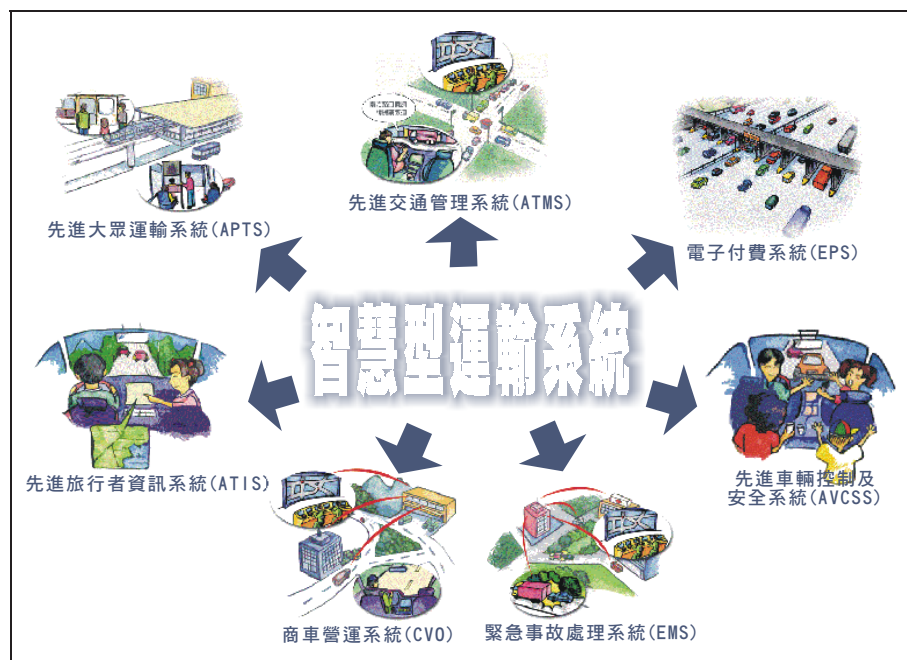 先進大眾運輸系統(APTS)
先進交通管理系統(ATMS)
電子付費系統(EPS)
智慧型運輸系統
先進旅行者資訊系統(ATIS)
先進車輛控制及
安全系統(AVCSS)
商車營運系統(CVO)
緊急事故處理系統(EMS)